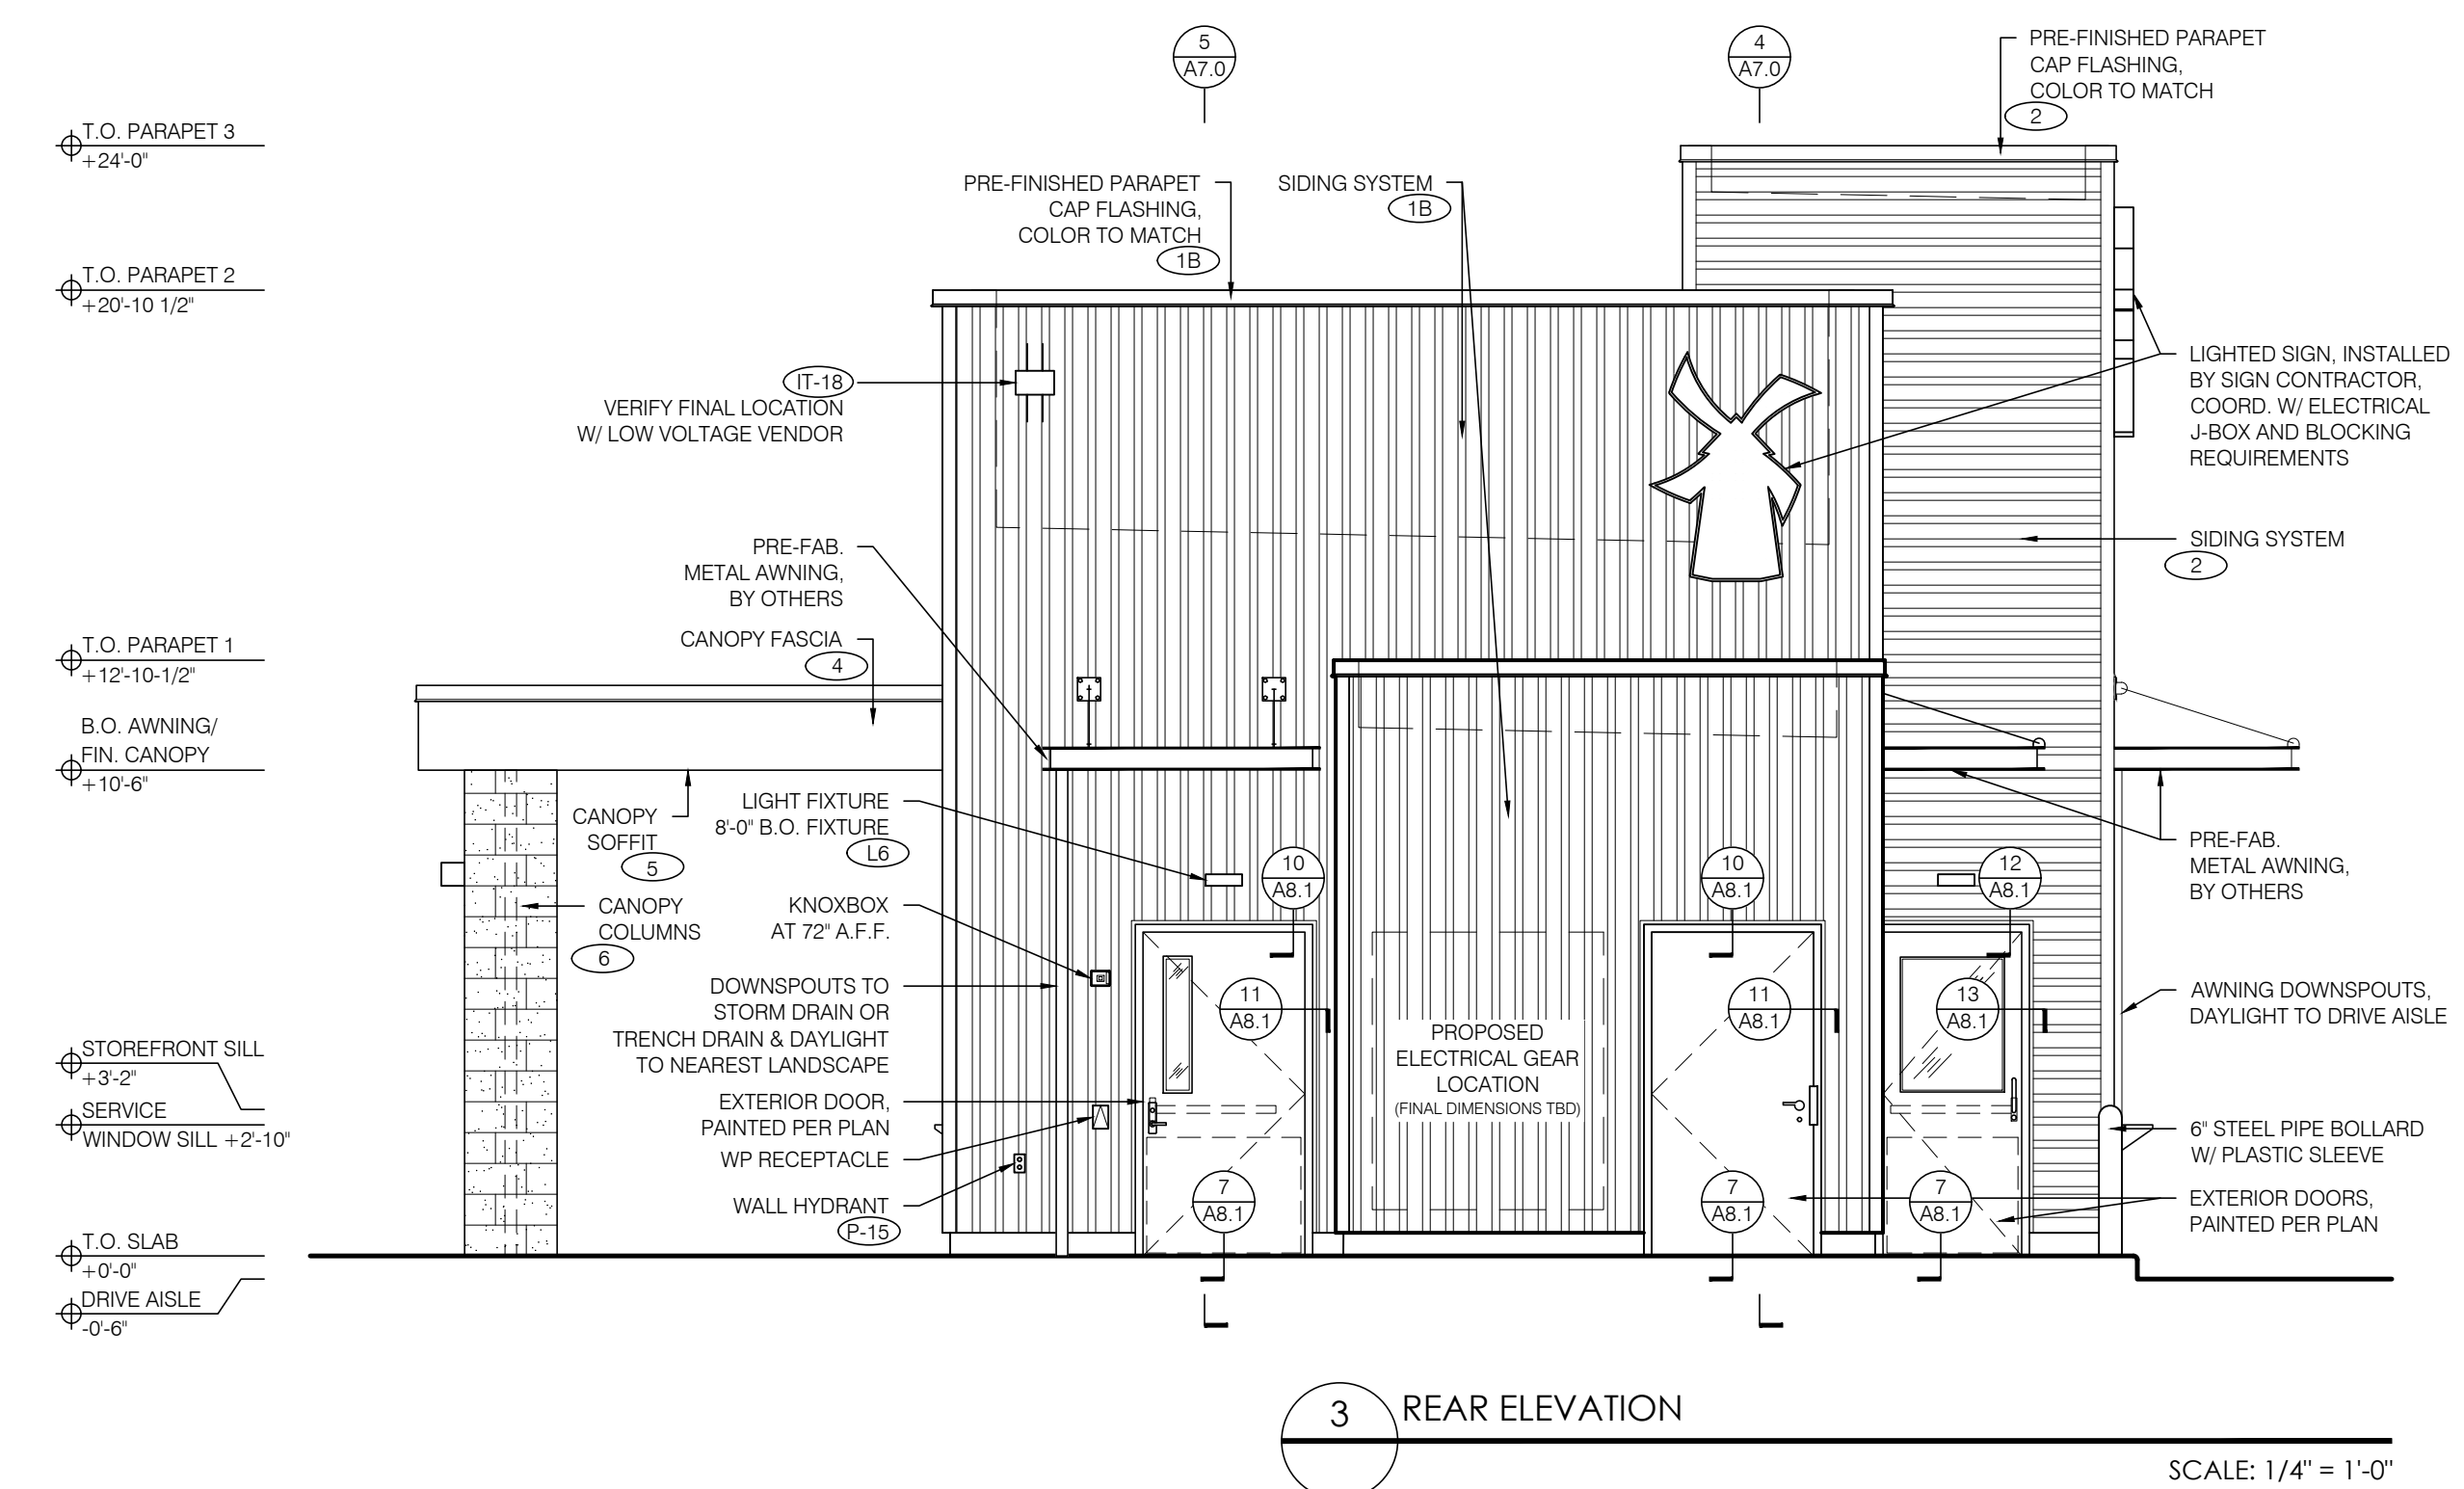 5
A7.0
4
A7.0
PRE-FINISHED PARAPET
CAP FLASHING,
COLOR TO MATCH
2
T.O. PARAPET 3
+24'-0"
PRE-FINISHED PARAPET
CAP FLASHING,
COLOR TO MATCH
1B
SIDING SYSTEM
1B
T.O. PARAPET 2
+20'-10 1/2"
IT-18
VERIFY FINAL LOCATION
W/ LOW VOLTAGE VENDOR
LIGHTED SIGN, INSTALLED
BY SIGN CONTRACTOR,
COORD. W/ ELECTRICAL
J-BOX AND BLOCKING
REQUIREMENTS
PRE-FAB.
METAL AWNING,
BY OTHERS
SIDING SYSTEM
2
CANOPY FASCIA
4
T.O. PARAPET 1
+12'-10-1/2"
B.O. AWNING/
FIN. CANOPY
+10'-6"
CANOPY
SOFFIT
5
LIGHT FIXTURE
8'-0" B.O. FIXTURE
L6
CANOPY
COLUMNS
6
KNOXBOX
AT 72" A.F.F.
10
A8.1
10
A8.1
12
A8.1
PRE-FAB.
METAL AWNING,
BY OTHERS
DOWNSPOUTS TO
STORM DRAIN OR
TRENCH DRAIN & DAYLIGHT
TO NEAREST LANDSCAPE
11
A8.1
11
A8.1
13
A8.1
AWNING DOWNSPOUTS,
DAYLIGHT TO DRIVE AISLE
PROPOSED
ELECTRICAL GEAR
LOCATION
(FINAL DIMENSIONS TBD)
STOREFRONT SILL
+3'-2"
SERVICE
WINDOW SILL +2'-10"
EXTERIOR DOOR,
PAINTED PER PLAN
WP RECEPTACLE
WALL HYDRANT
P-15
6" STEEL PIPE BOLLARD
W/ PLASTIC SLEEVE
7
A8.1
7
A8.1
7
A8.1
EXTERIOR DOORS,
PAINTED PER PLAN
T.O. SLAB
+0'-0"
DRIVE AISLE
-0'-6"
3
REAR ELEVATION
SCALE: 1/4" = 1'-0"